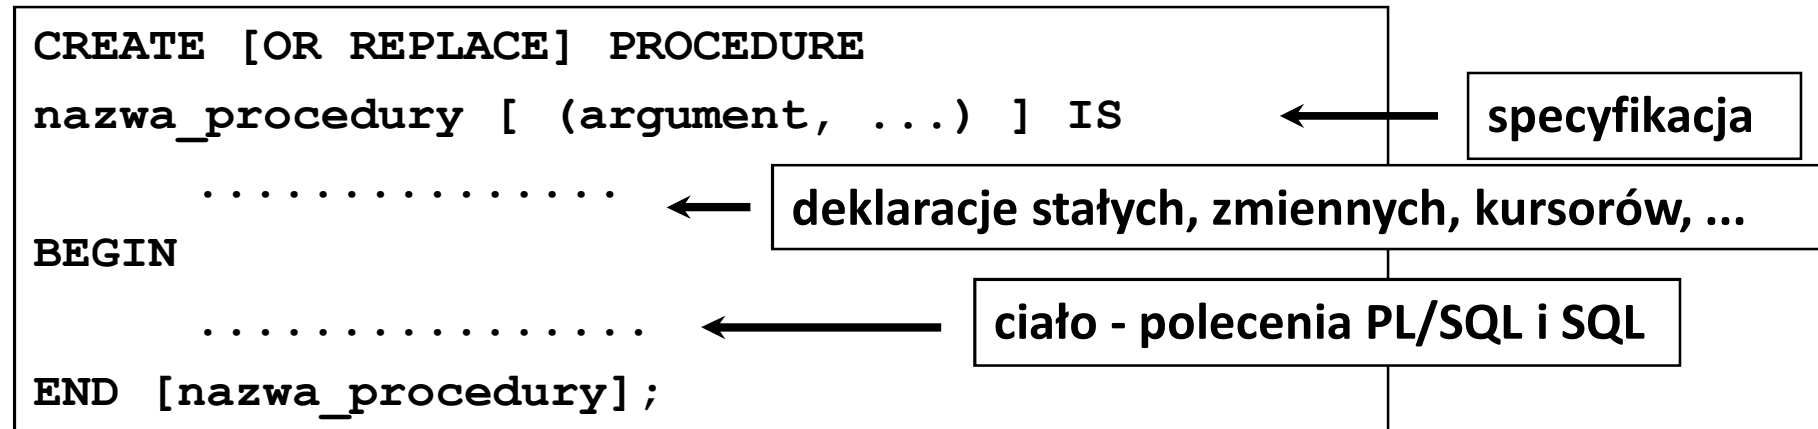 CREATE [OR REPLACE] PROCEDURE
nazwa_procedury [ (argument, ...) ] IS
specyfikacja
...............
deklaracje stałych, zmiennych, kursorów, ...
BEGIN
................
ciało - polecenia PL/SQL i SQL
END [nazwa_procedury];